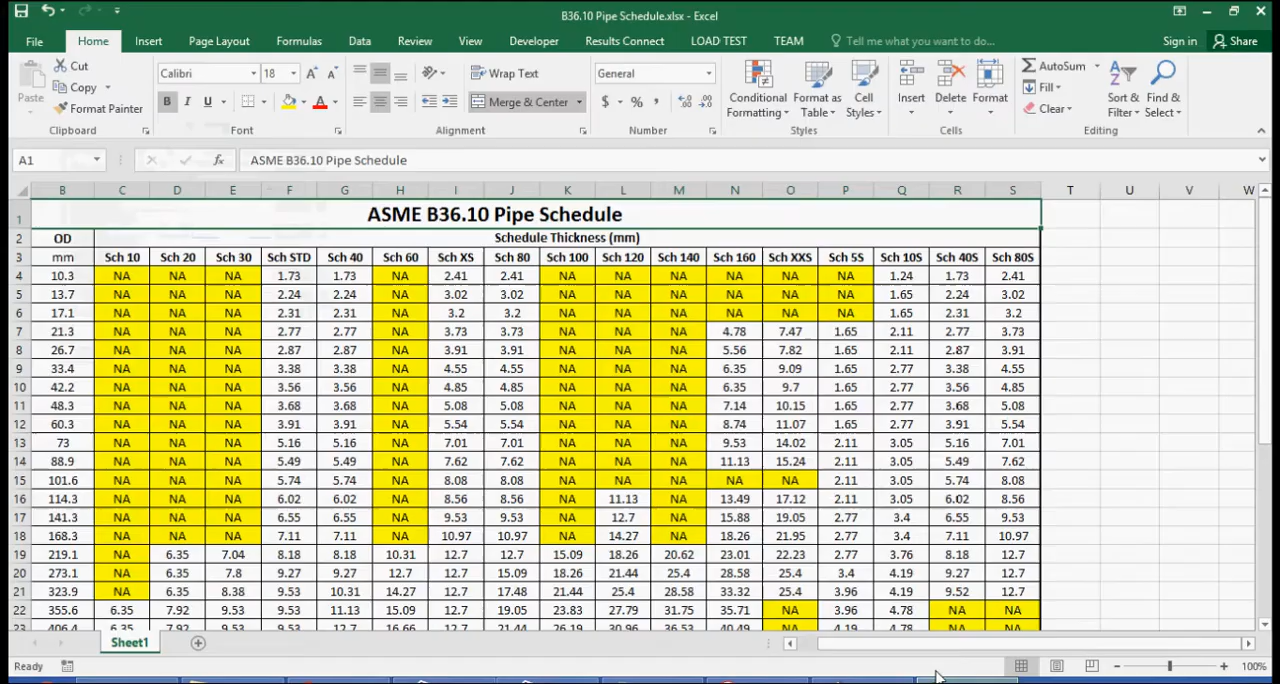 B36.10 Pipe Schedule.xlsx - Excel
File Home Insert Page Layout Formulas Data Review View Developer Results Connect LOAD TEST TEAM Tell me what you want to do... Sign in Share
Paste Cut Copy Format Painter
Calibri 18 A A B I U A
Wrap Text Merge & Center
General $ % ,
Conditional Formatting Format as Table Cell Styles
Insert Delete Format
AutoSum Fill Clear Sort & Filter Find & Select
Clipboard Font Alignment Number Styles Cells Editing
A1 fx ASME B36.10 Pipe Schedule
B C D E F G H I J K L M N O P Q R S T U V W
1 ASME B36.10 Pipe Schedule
2 OD Schedule Thickness (mm)
3 mm Sch 10 Sch 20 Sch 30 Sch STD Sch 40 Sch 60 Sch XS Sch 80 Sch 100 Sch 120 Sch 140 Sch 160 Sch XXS Sch 5S Sch 10S Sch 40S Sch 80S
4 10.3 NA NA NA 1.73 1.73 NA 2.41 2.41 NA NA NA NA NA NA 1.24 1.73 2.41
5 13.7 NA NA NA 2.24 2.24 NA 3.02 3.02 NA NA NA NA NA NA 1.65 2.24 3.02
6 17.1 NA NA NA 2.31 2.31 NA 3.2 3.2 NA NA NA NA NA NA 1.65 2.31 3.2
7 21.3 NA NA NA 2.77 2.77 NA 3.73 3.73 NA NA NA 4.78 7.47 1.65 2.11 2.77 3.73
8 26.7 NA NA NA 2.87 2.87 NA 3.91 3.91 NA NA NA 5.56 7.82 1.65 2.11 2.87 3.91
9 33.4 NA NA NA 3.38 3.38 NA 4.55 4.55 NA NA NA 6.35 9.09 1.65 2.77 3.38 4.55
10 42.2 NA NA NA 3.56 3.56 NA 4.85 4.85 NA NA NA 6.35 9.7 1.65 2.77 3.56 4.85
11 48.3 NA NA NA 3.68 3.68 NA 5.08 5.08 NA NA NA 7.14 10.15 1.65 2.77 3.68 5.08
12 60.3 NA NA NA 3.91 3.91 NA 5.54 5.54 NA NA NA 8.74 11.07 1.65 2.77 3.91 5.54
13 73 NA NA NA 5.16 5.16 NA 7.01 7.01 NA NA NA 9.53 14.02 2.11 3.05 5.16 7.01
14 88.9 NA NA NA 5.49 5.49 NA 7.62 7.62 NA NA NA 11.13 15.24 2.11 3.05 5.49 7.62
15 101.6 NA NA NA 5.74 5.74 NA 8.08 8.08 NA NA NA NA NA 2.11 3.05 5.74 8.08
16 114.3 NA NA NA 6.02 6.02 NA 8.56 8.56 NA 11.13 NA 13.49 17.12 2.11 3.05 6.02 8.56
17 141.3 NA NA NA 6.55 6.55 NA 9.53 9.53 NA 12.7 NA 15.88 19.05 2.77 3.4 6.55 9.53
18 168.3 NA NA NA 7.11 7.11 NA 10.97 10.97 NA 14.27 NA 18.26 21.95 2.77 3.4 7.11 10.97
19 219.1 NA 6.35 7.04 8.18 8.18 10.31 12.7 12.7 15.09 18.26 20.62 23.01 22.23 2.77 3.76 8.18 12.7
20 273.1 NA 6.35 7.8 9.27 9.27 12.7 12.7 15.09 18.26 21.44 25.4 28.58 25.4 3.4 4.19 9.27 12.7
21 323.9 NA 6.35 8.38 9.53 10.31 14.27 12.7 17.48 21.44 25.4 28.58 33.32 25.4 3.96 4.19 9.52 12.7
22 355.6 6.35 7.92 9.53 9.53 11.13 15.09 12.7 19.05 23.83 27.79 31.75 35.71 NA 3.96 4.78 NA NA
23 406.4 6.35 7.92 9.53 9.53 12.7 16.66 12.7 21.44 26.19 30.96 36.53 40.49 NA 4.19 4.78 NA NA
Sheet1
Ready 100%